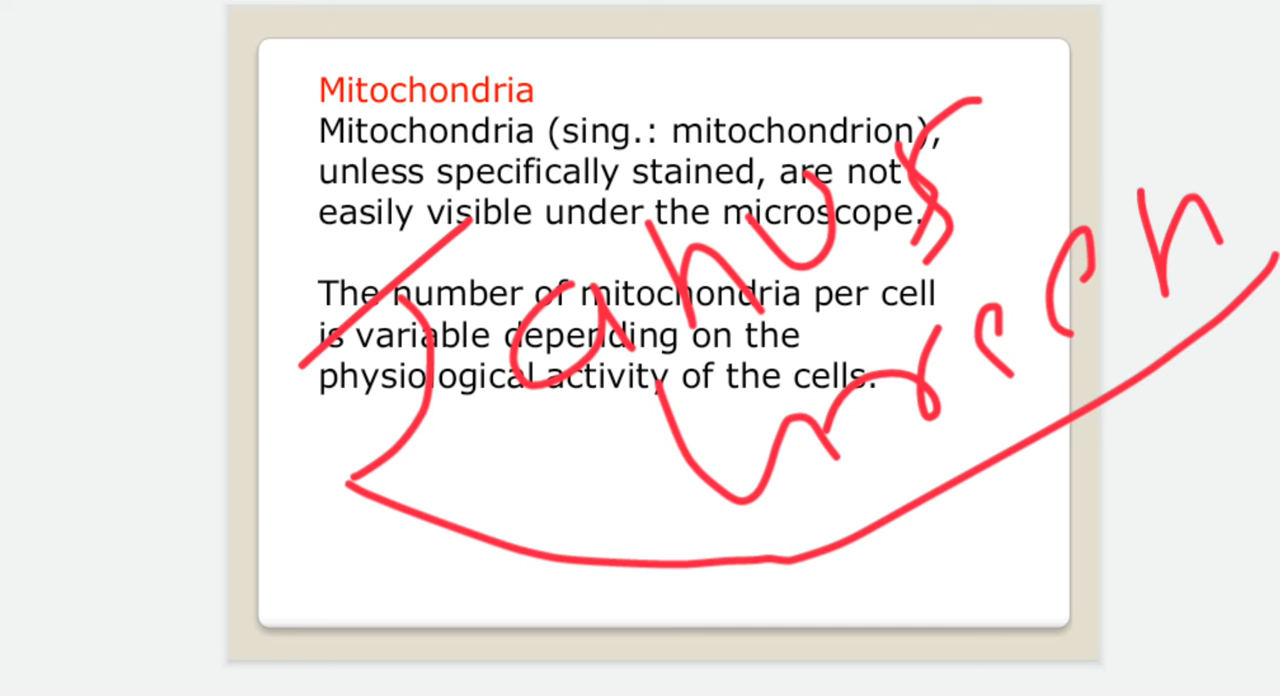 Mitochondria
Mitochondria (sing.: mitochondrion),
unless specifically stained, are not
easily visible under the microscope.
The number of mitochondria per cell
is variable depending on the
physiological activity of the cells.
Janus